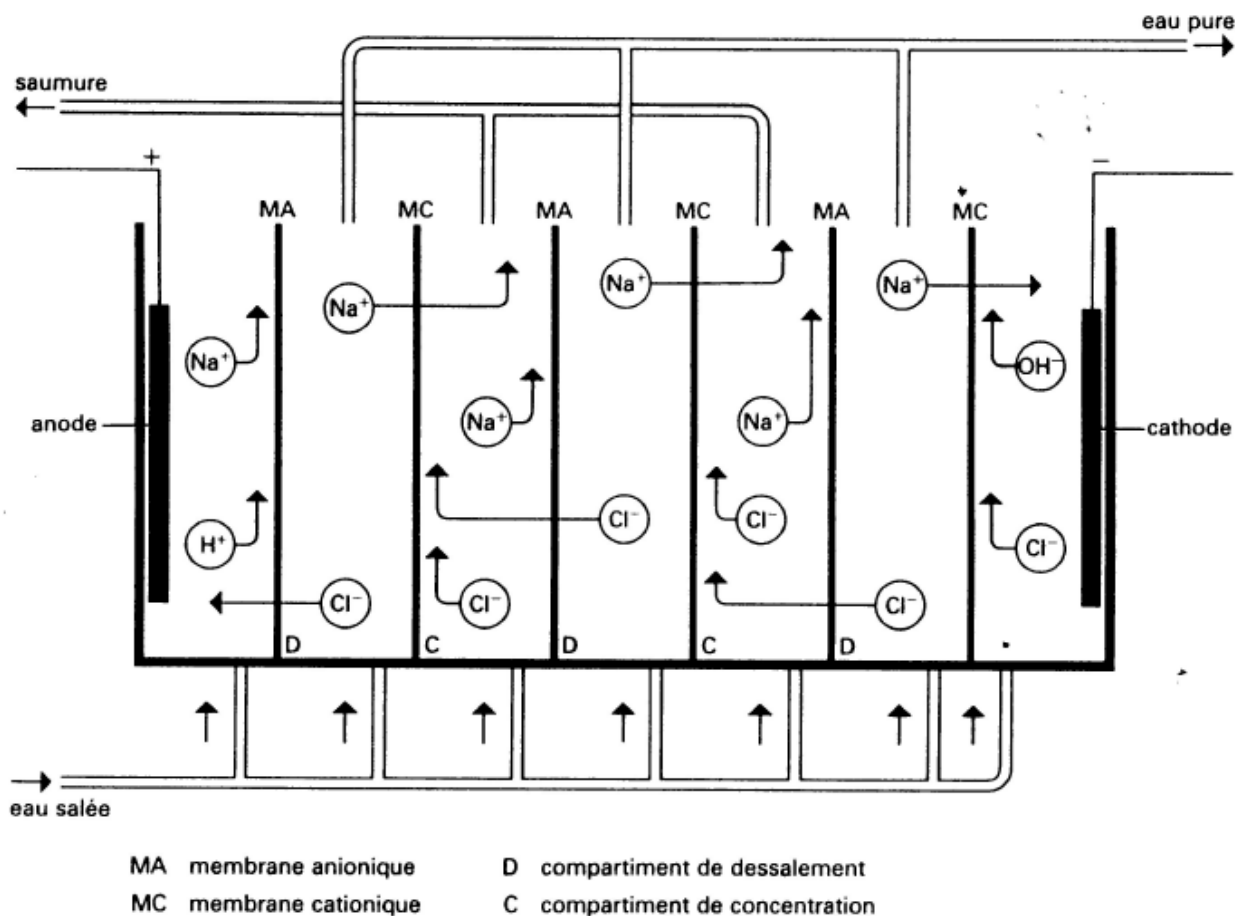 eau pure
saumure
+
−
MA MC MA MC MA MC
Na⁺ Na⁺ Na⁺
Na⁺ OH⁻
anode Na⁺ Na⁺ cathode
H⁺ Cl⁻ Cl⁻ Cl⁻
Cl⁻ Cl⁻ Cl⁻
D C D C D
eau salée
MA membrane anionique D compartiment de dessalement
MC membrane cationique C compartiment de concentration